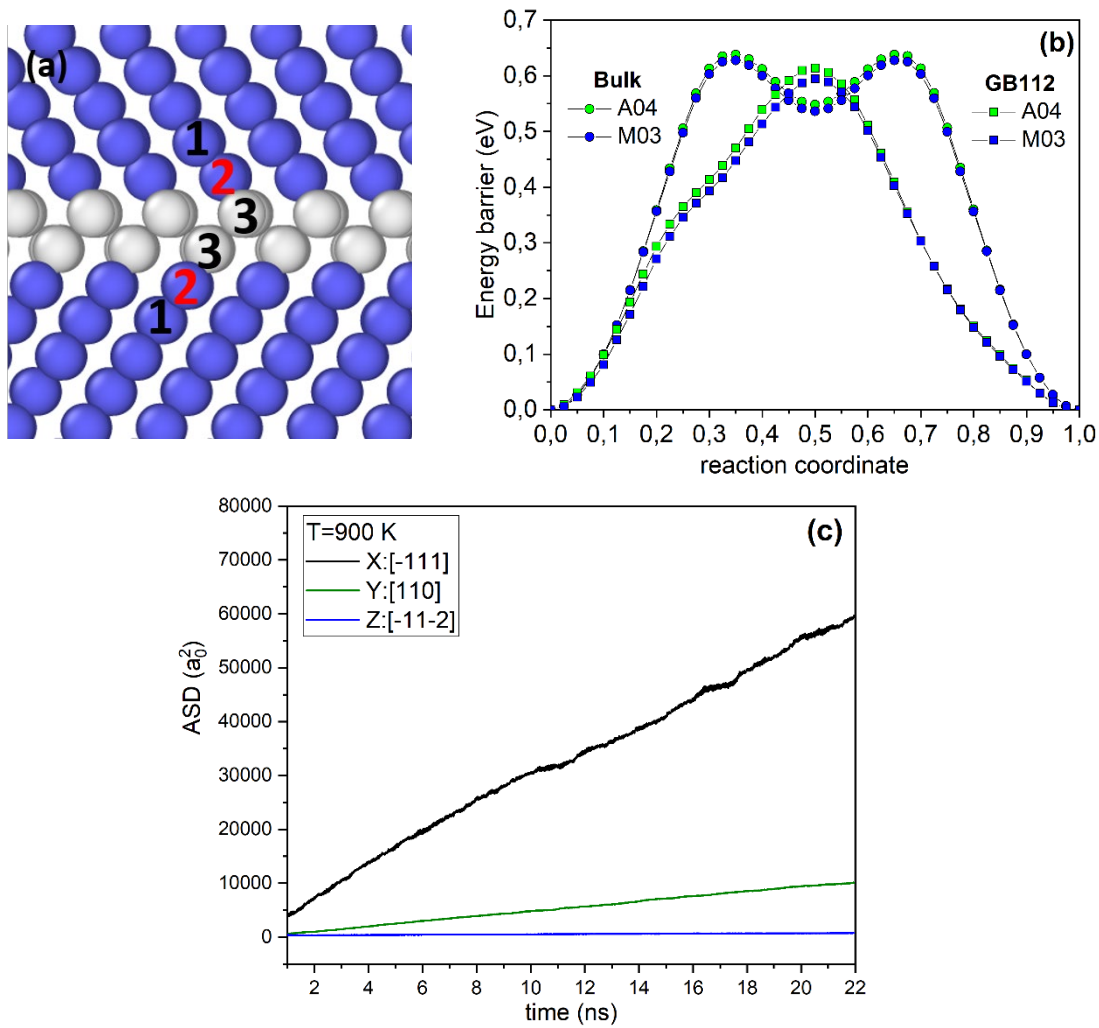 (a)
1
2
3
3
2
1
(b)
Energy barrier (eV)
0,7
0,6
0,5
0,4
0,3
0,2
0,1
0,0
Bulk
A04
M03
GB112
A04
M03
0,0 0,1 0,2 0,3 0,4 0,5 0,6 0,7 0,8 0,9 1,0
reaction coordinate
(c)
ASD (a₀²)
80000
70000
60000
50000
40000
30000
20000
10000
0
T=900 K
X:[-111]
Y:[110]
Z:[-11-2]
2 4 6 8 10 12 14 16 18 20 22
time (ns)